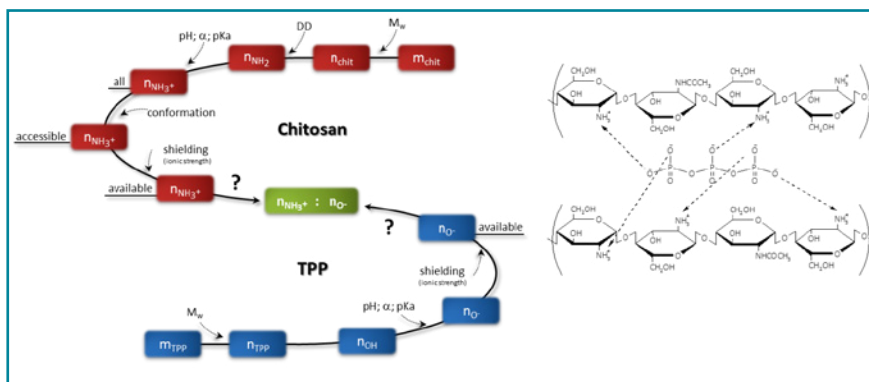 pH; α; pKa
DD
Mw
nNH2
nchit
mchit
nNH3+
all
conformation
Chitosan
accessible
nNH3+
shielding
(ionic strength)
available
nNH3+
?
nNH3+ : nO-
?
nO-
available
TPP
shielding
(ionic strength)
Mw
pH; α; pKa
nO-
mTPP
nTPP
nOH
CH2OH
NHCOCH3
CH2OH
NH3+
O
O
O
O
OH
OH
OH
OH
O
O
O
O
NH3+
CH2OH
NH3+
CH2OH
O-
O-
O-
-O
P
O
P
O
P
O-
O
O
O
CH2OH
NH3+
CH2OH
NH3+
O
O
O
O
OH
OH
OH
OH
O
O
O
O
NH3+
CH2OH
NHCOCH3
CH2OH